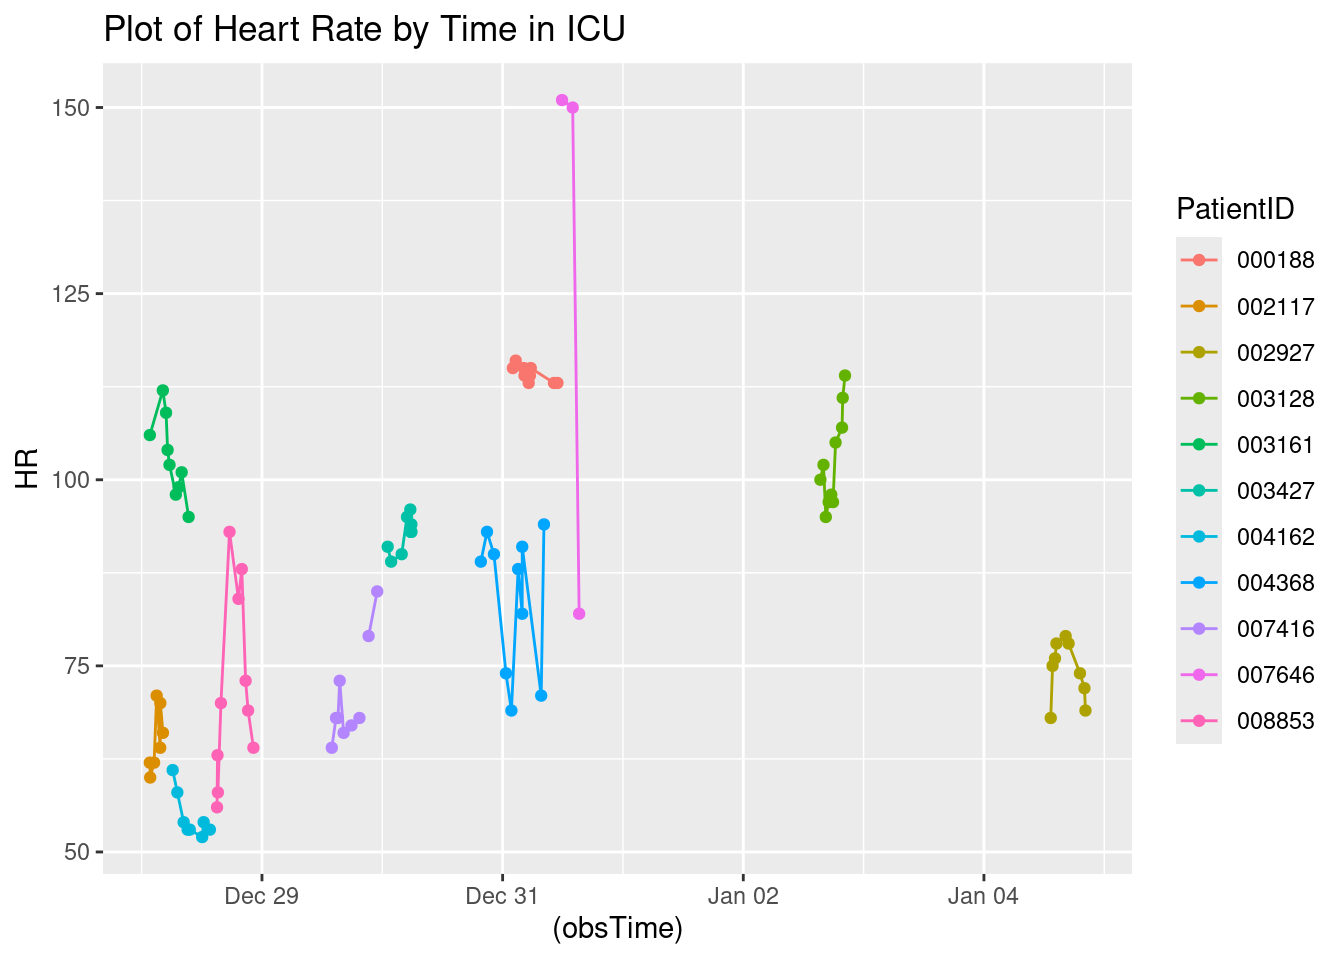 Plot of Heart Rate by Time in ICU
150
125
100
75
50
HR
Dec 29
Dec 31
Jan 02
Jan 04
(obsTime)
PatientID
000188
002117
002927
003128
003161
003427
004162
004368
007416
007646
008853